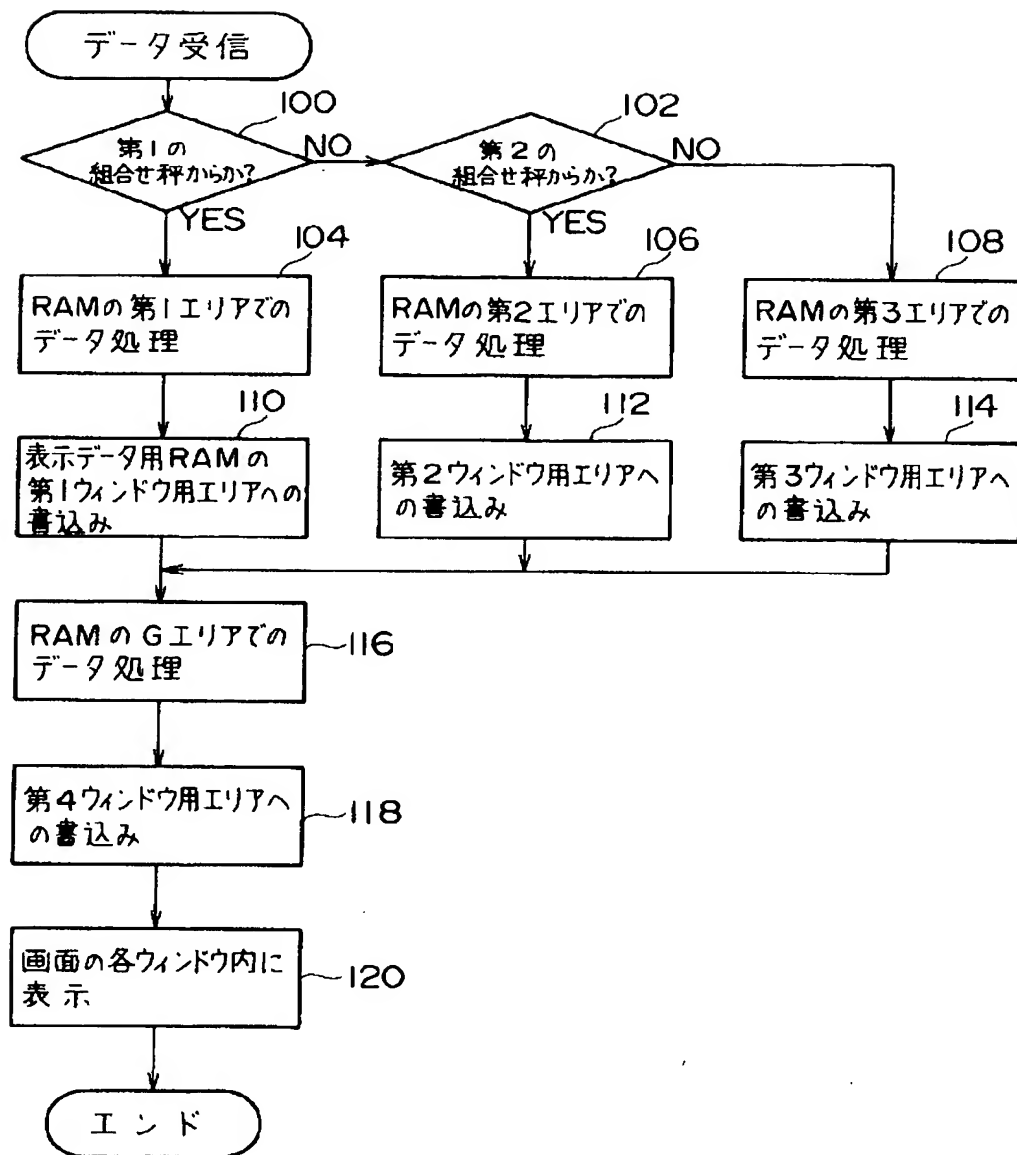 データ受信
100
第1の
組合せ秤からか?
NO
YES
102
第2の
組合せ秤からか?
NO
YES
104
RAMの第1エリアでの
データ処理
106
RAMの第2エリアでの
データ処理
108
RAMの第3エリアでの
データ処理
110
表示データ用RAMの
第1ウィンドウ用エリアへの
書込み
112
第2ウィンドウ用エリアへ
の書込み
114
第3ウィンドウ用エリアへ
の書込み
RAMのGエリアでの
データ処理
116
第4ウィンドウ用エリアへ
の書込み
118
画面の各ウィンドウ内に
表示
120
エンド